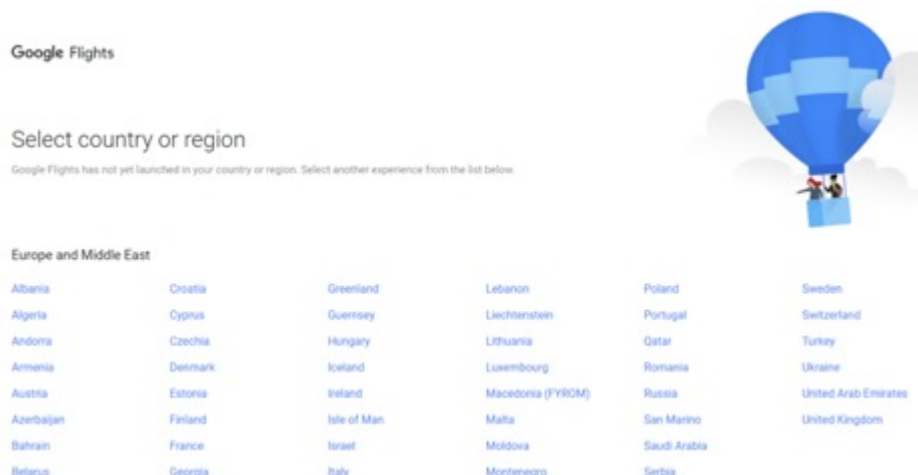 Google Flights
Select country or region
Google Flights has not yet launched in your country or region. Select another experience from the list below.
Europe and Middle East
Albania Croatia Greenland Lebanon Poland Sweden
Algeria Cyprus Guernsey Liechtenstein Portugal Switzerland
Andorra Czechia Hungary Lithuania Qatar Turkey
Armenia Denmark Iceland Luxembourg Romania Ukraine
Austria Estonia Ireland Macedonia (FYROM) Russia United Arab Emirates
Azerbaijan Finland Isle of Man Malta San Marino United Kingdom
Bahrain France Israel Moldova Saudi Arabia
Belarus Georgia Italy Montenegro Serbia